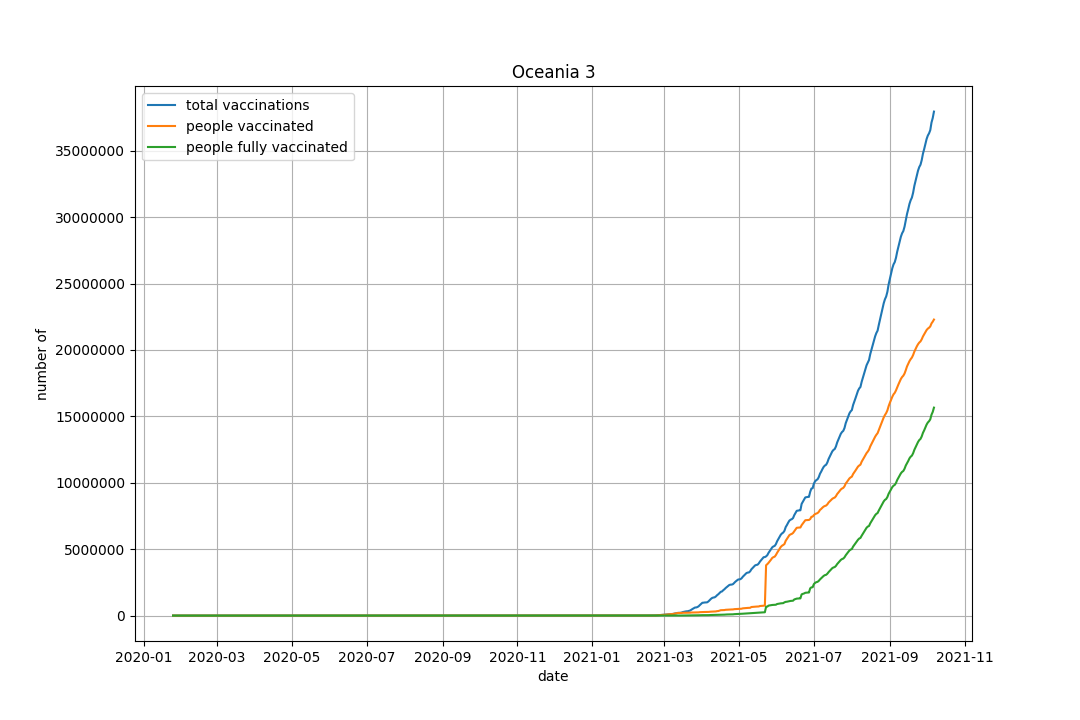 Oceania 3
total vaccinations
people vaccinated
people fully vaccinated
number of
35000000
30000000
25000000
20000000
15000000
10000000
5000000
0
2020-01 2020-03 2020-05 2020-07 2020-09 2020-11 2021-01 2021-03 2021-05 2021-07 2021-09 2021-11
date